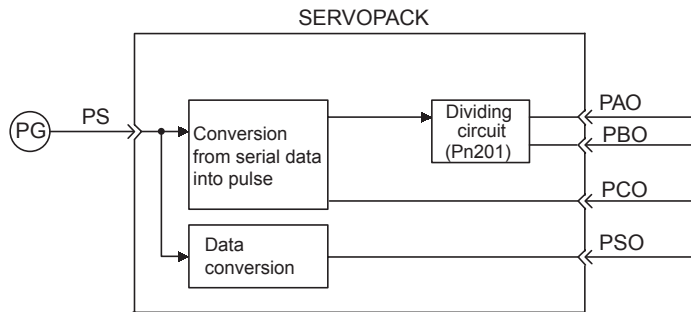 SERVOPACK
PG
PS
Conversion
from serial data
into pulse
Dividing
circuit
(Pn201)
PAO
PBO
PCO
Data
conversion
PSO